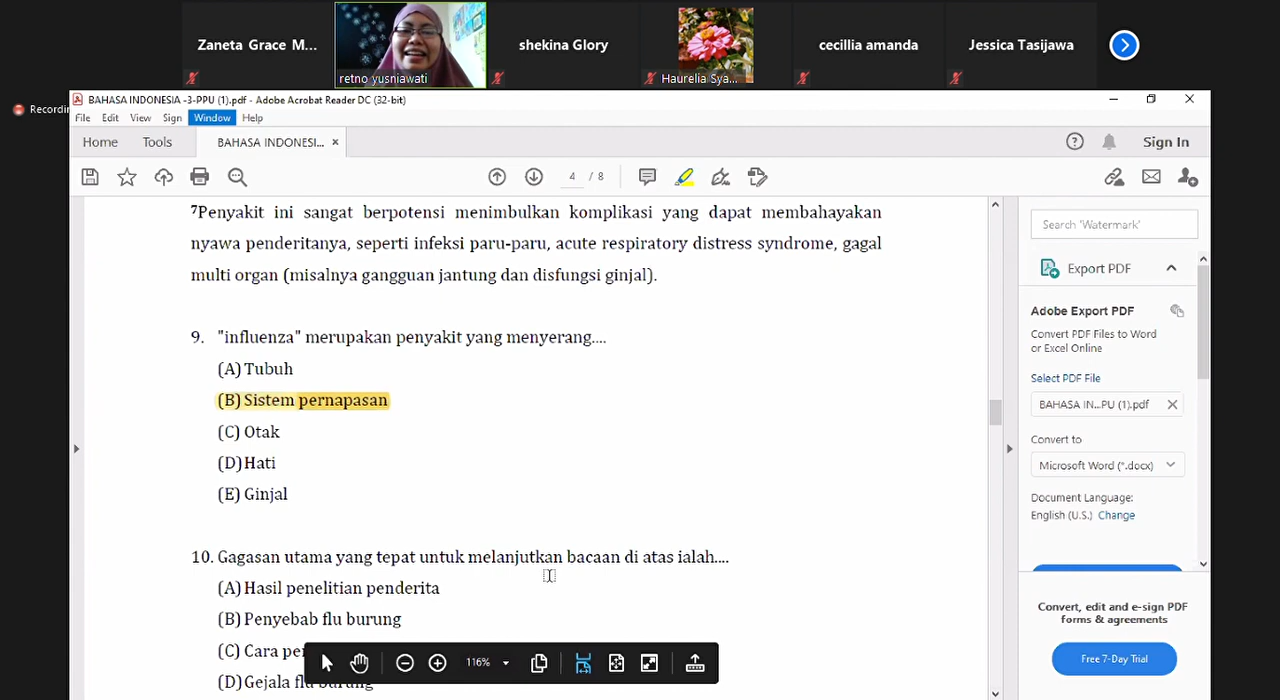 Zaneta Grace M...
retno yusniawati
shekina Glory
Haurelia Sya...
cecillia amanda
Jessica Tasijawa
BAHASA INDONESIA -3-PPU (1).pdf - Adobe Acrobat Reader DC (32-bit)
File Edit View Sign Window Help
Home Tools BAHASA INDONESI... × Sign In
4 / 8
7Penyakit ini sangat berpotensi menimbulkan komplikasi yang dapat membahayakan
nyawa penderitanya, seperti infeksi paru-paru, acute respiratory distress syndrome, gagal
multi organ (misalnya gangguan jantung dan disfungsi ginjal).
9. "influenza" merupakan penyakit yang menyerang....
(A) Tubuh
(B) Sistem pernapasan
(C) Otak
(D) Hati
(E) Ginjal
10. Gagasan utama yang tepat untuk melanjutkan bacaan di atas ialah....
(A) Hasil penelitian penderita
(B) Penyebab flu burung
(C) Cara
(D) Gejala flu burung
116%
Search 'Watermark'
Export PDF
Adobe Export PDF
Convert PDF Files to Word
or Excel Online
Select PDF File
BAHASA IN...PU (1).pdf
Convert to
Microsoft Word (*.docx)
Document Language:
English (U.S.) Change
Convert, edit and e-sign PDF
forms & agreements
Free 7-Day Trial